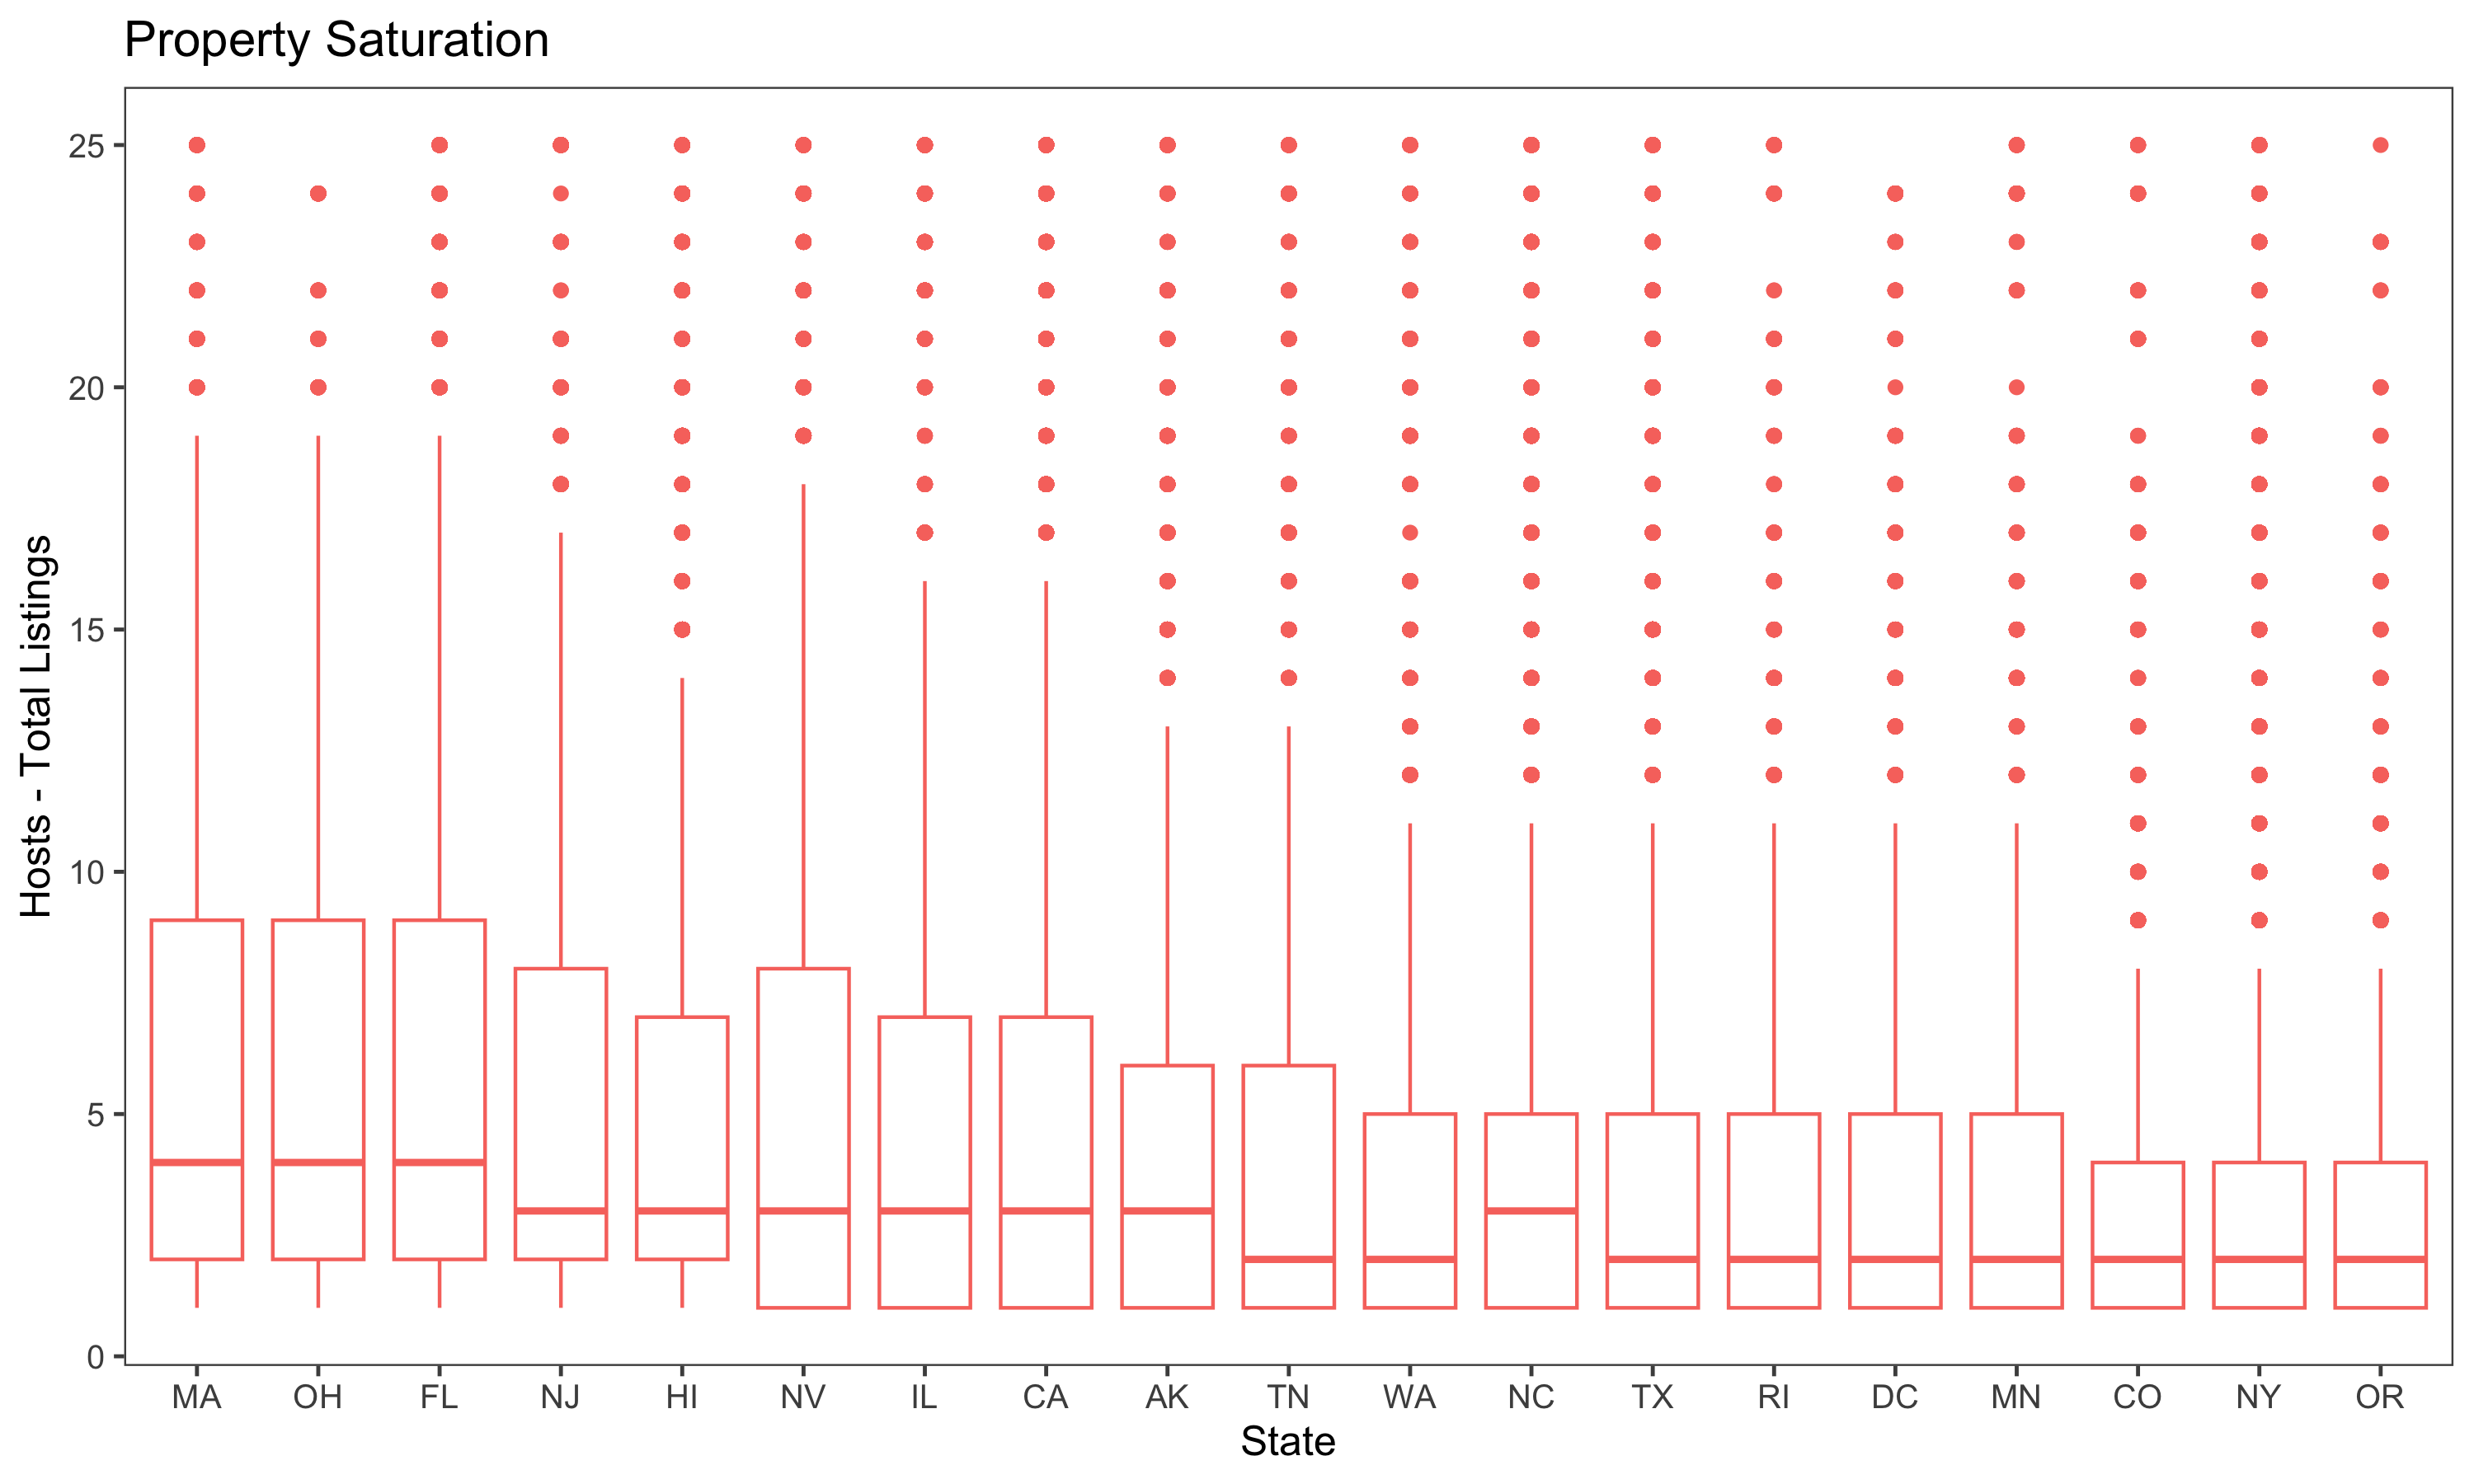 Property Saturation
25
20
15
10
5
0
Hosts - Total Listings
MA OH FL NJ HI NV IL CA AK TN WA NC TX RI DC MN CO NY OR
State